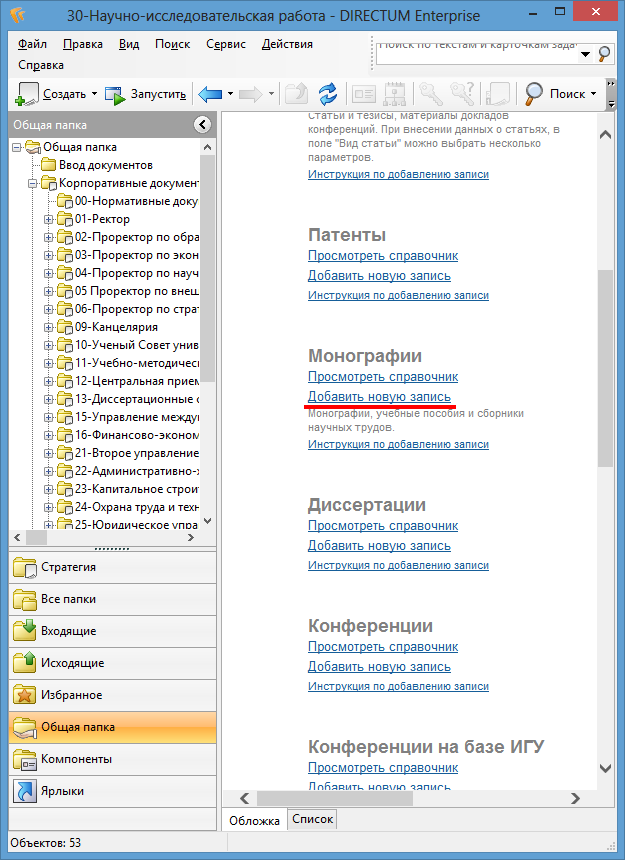 30-Научно-исследовательская работа - DIRECTUM Enterprise
Файл Правка Вид Поиск Сервис Действия
Справка
Поиск по текстам и карточкам зада
Создать Запустить Поиск
Общая папка
Общая папка
Ввод документов
Корпоративные документ
00-Нормативные доку
01-Ректор
02-Проректор по обра
03-Проректор по экон
04-Проректор по науч
05 Проректор по внеш
06-Проректор по страт
09-Канцелярия
10-Ученый Совет унив
11-Учебно-методичесн
12-Центральная прием
13-Диссертационные с
15-Управление между
16-Финансово-эконом
21-Второе управление
22-Административно-х
23-Капитальное строит
24-Охрана труда и техн
25-Юридическое упра
Стратегия
Все папки
Входящие
Исходящие
Избранное
Общая папка
Компоненты
Ярлыки
Статьи и тезисы, материалы докладов
конференций. При внесении данных о статьях, в
поле "Вид статьи" можно выбрать несколько
параметров.
Инструкция по добавлению записи
Патенты
Просмотреть справочник
Добавить новую запись
Инструкция по добавлению записи
Монографии
Просмотреть справочник
Добавить новую запись
Монографии, учебные пособия и сборники
научных трудов.
Инструкция по добавлению записи
Диссертации
Просмотреть справочник
Добавить новую запись
Инструкция по добавлению записи
Конференции
Просмотреть справочник
Добавить новую запись
Инструкция по добавлению записи
Конференции на базе ИГУ
Просмотреть справочник
Добавить новую запись
Обложка Список
Объектов: 53